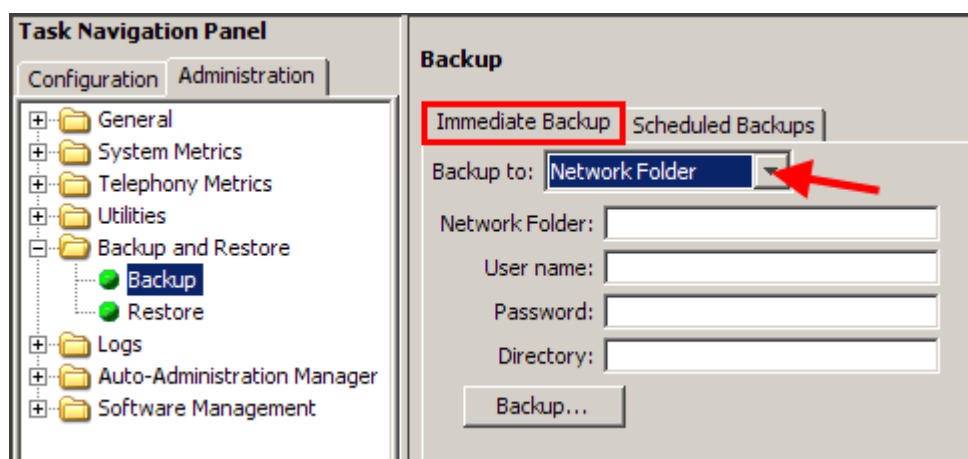 Task Navigation Panel
Configuration Administration
General
System Metrics
Telephony Metrics
Utilities
Backup and Restore
Backup
Restore
Logs
Auto-Administration Manager
Software Management
Backup
Immediate Backup Scheduled Backups
Backup to: Network Folder
Network Folder:
User name:
Password:
Directory:
Backup...